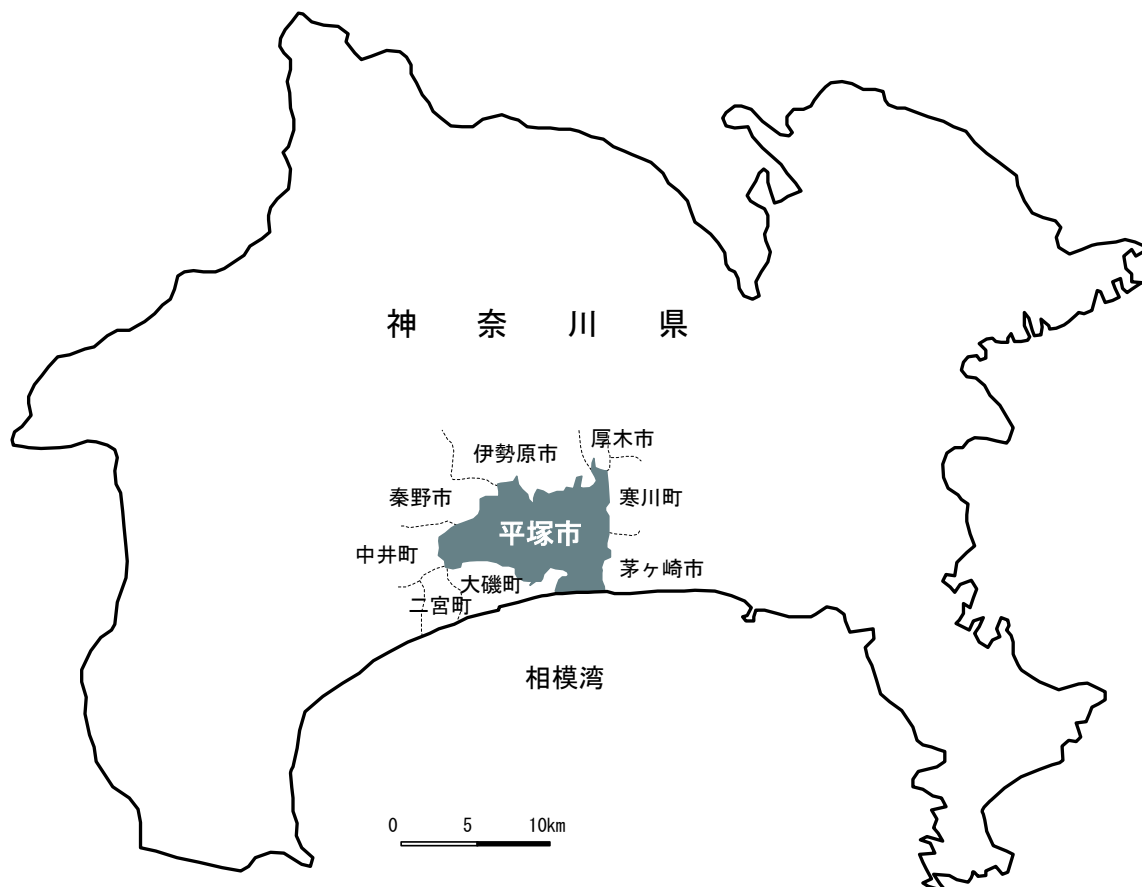 神奈川県
厚木市
伊勢原市
秦野市
寒川町
平塚市
中井町
茅ヶ崎市
大磯町
二宮町
相模湾
0 5 10km